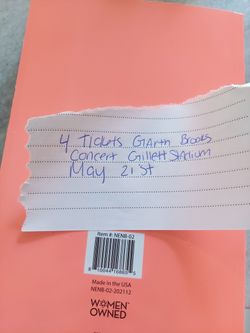 4 Tickets Garth Brooks
Concert Gillett Stadium
May 21st
Item #: NENB-02
Made in the USA
NENB-02-202112
WOMEN
OWNED